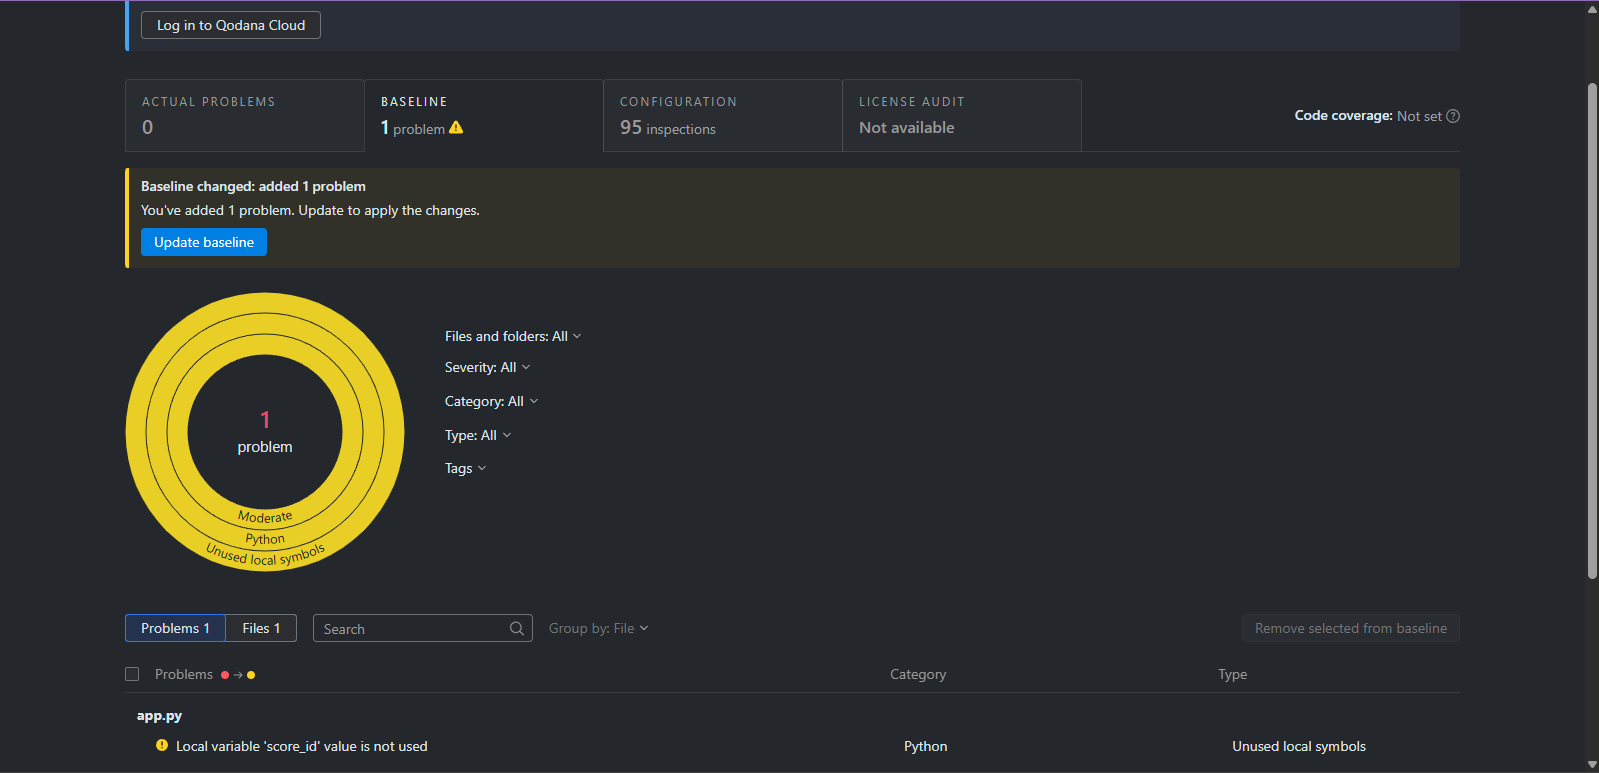 Log in to Qodana Cloud
ACTUAL PROBLEMS
0
BASELINE
1 problem
CONFIGURATION
95 inspections
LICENSE AUDIT
Not available
Code coverage: Not set
Baseline changed: added 1 problem
You've added 1 problem. Update to apply the changes.
Update baseline
1
problem
Moderate
Python
Unused local symbols
Files and folders: All
Severity: All
Category: All
Type: All
Tags
Problems 1
Files 1
Search
Group by: File
Remove selected from baseline
Problems
Category
Type
app.py
Local variable 'score_id' value is not used
Python
Unused local symbols